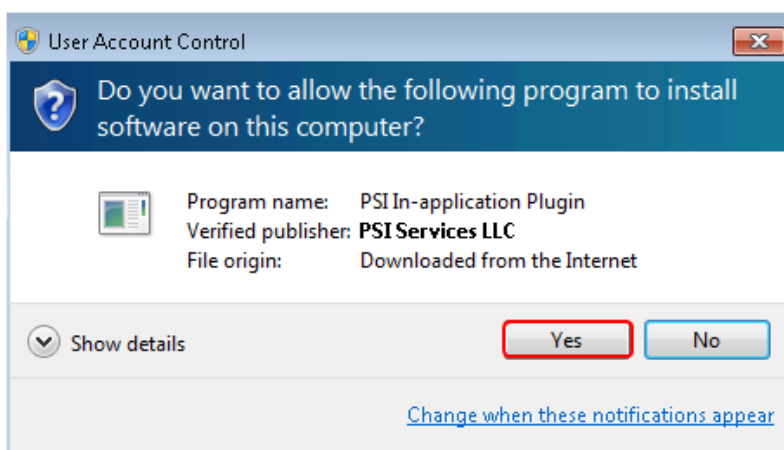 User Account Control
Do you want to allow the following program to install
software on this computer?
Program name: PSI In-application Plugin
Verified publisher: PSI Services LLC
File origin: Downloaded from the Internet
Show details
Yes
No
Change when these notifications appear